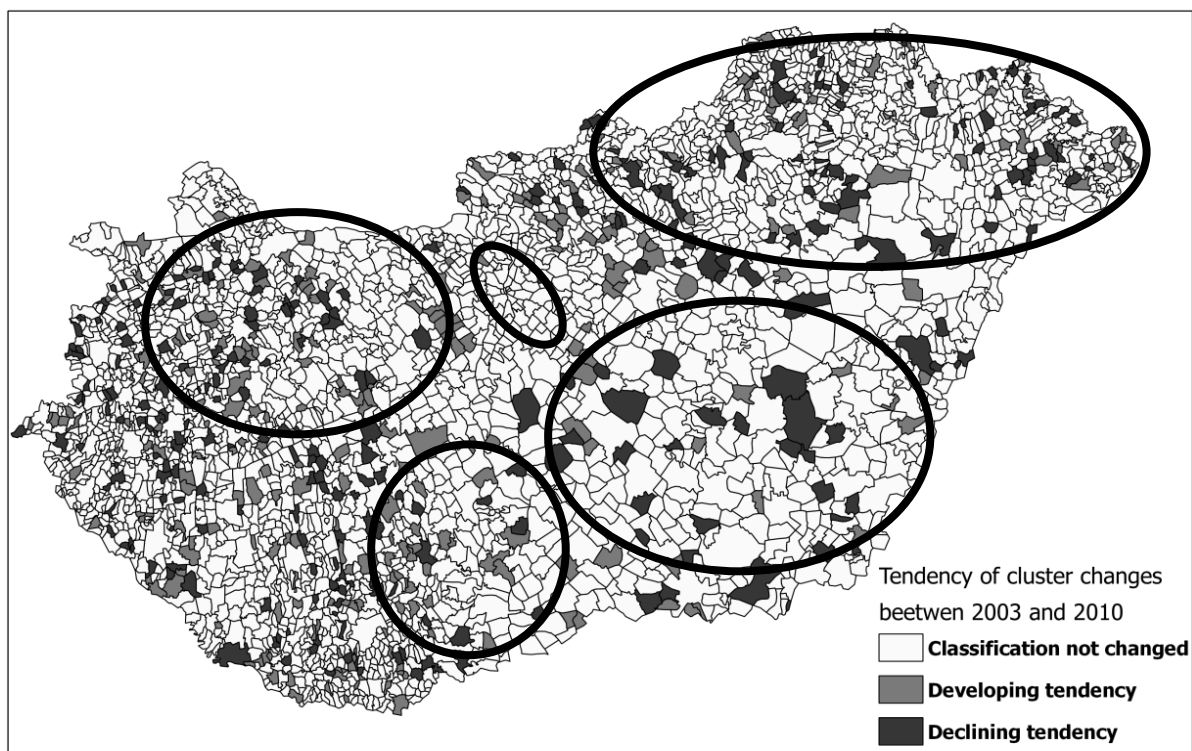 Tendency of cluster changes
beetwen 2003 and 2010
Classification not changed
Developing tendency
Declining tendency